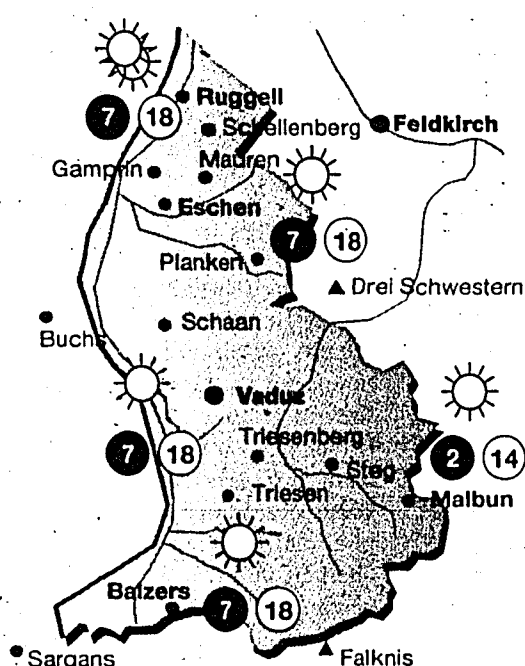 Ruggell
7 18
Schellenberg
Feldkirch
Gamprin
Mauren
Eschen
7 18
Planken
Drei Schwestern
Schaan
Buchs
Vaduz
7 18
Triesenberg
Steg
2 14
Triesen
Malbun
Balzers
7 18
Sargans
Falknis